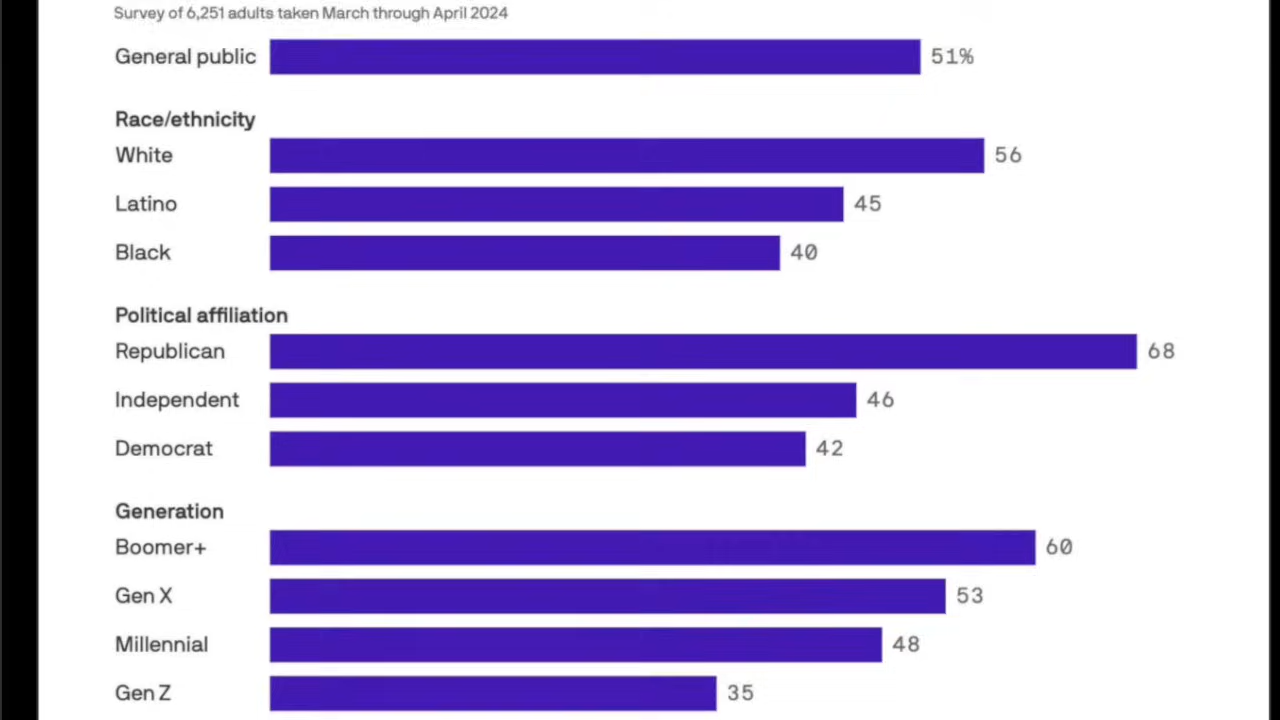 Survey of 6,251 adults taken March through April 2024
General public 51%
Race/ethnicity
White 56
Latino 45
Black 40
Political affiliation
Republican 68
Independent 46
Democrat 42
Generation
Boomer+ 60
Gen X 53
Millennial 48
Gen Z 35